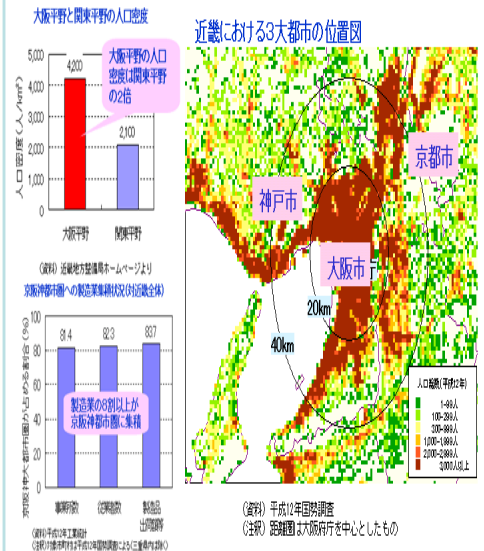 大阪平野と関東平野の人口密度
人口密度(人/km²)
5,000
4,000
3,000
2,000
1,000
0
4,200
2,100
大阪平野の人口
密度は関東平野
の2倍
大阪平野
関東平野
(資料) 近畿地方整備局ホームページより
京阪神都市圏への製造業集積状況(対近畿全体)
京阪神大都市圏が占める割合(%)
100
80
60
40
20
0
81.4
82.3
83.7
製造業の8割以上が
京阪神都市圏に集積
事業所数
従業者数
製造品
出荷額等
(資料)平成12年工業統計
近畿における3大都市の位置図
京都市
神戸市
大阪市
20km
40km
人口総数(平成12年)
1-99人
100-299人
300-999人
1,000-1,999人
2,000-2,999人
3,000人以上
(資料) 平成12年国勢調査
(注釈) 距離圏は大阪府庁を中心としたもの